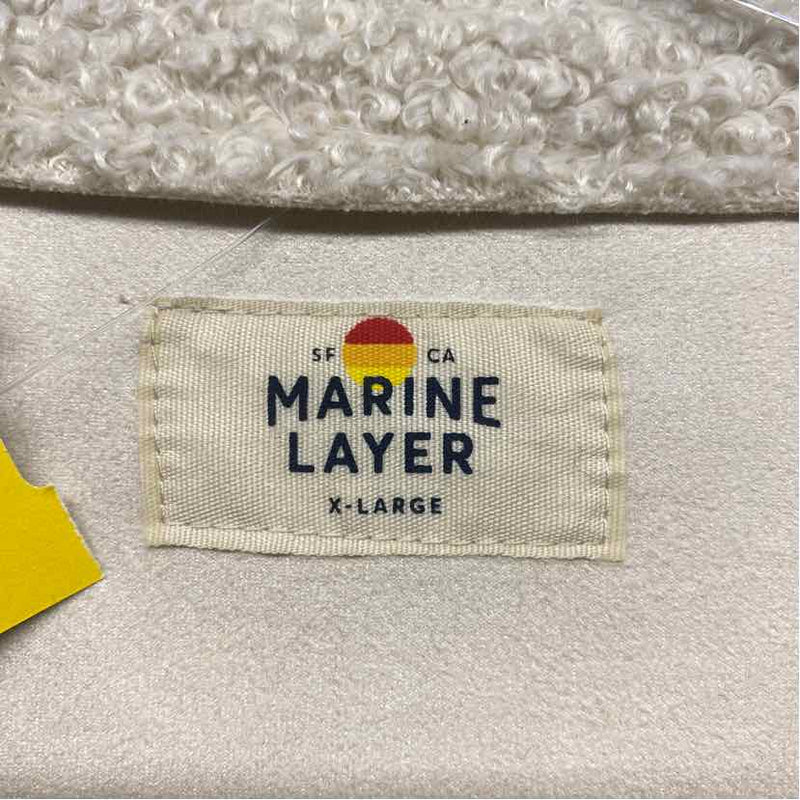 SF CA
MARINE
LAYER
X-LARGE